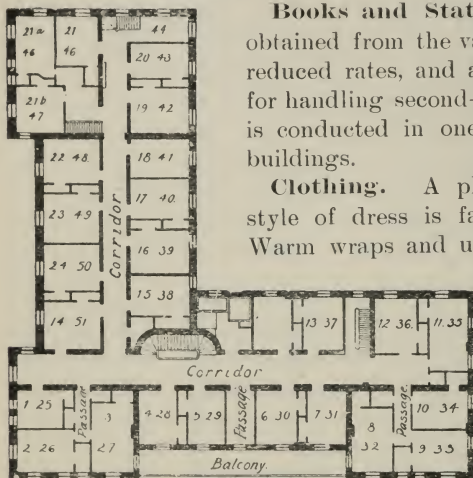 Books and Stat
obtained from the va
reduced rates, and a
for handling second-
is conducted in one
buildings.
Clothing. A pl
style of dress is fa
Warm wraps and u
21a 46
21 46
44
20 43
21b 47
19 42
22 48
18 41
23 49
17 40
24 50
16 39
14 51
15 38
Corridor
13 37
12 36
11 35
Corridor
1 25
Passage
3
4 28
5 29
Passage
6 30
7 31
8 32
Passage
10 34
2 26
27
9 33
Balcony.